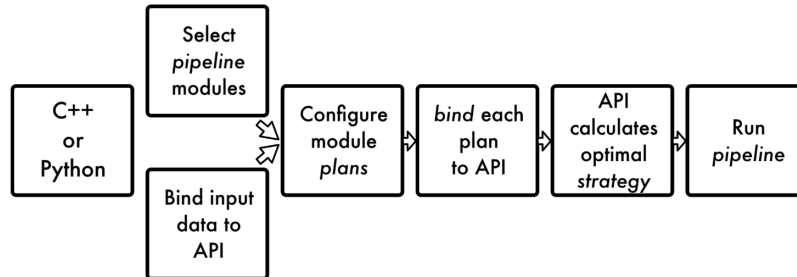 C++
or
Python
Select
pipeline
modules
Bind input
data to
API
Configure
module
plans
bind each
plan
to API
API
calculates
optimal
strategy
Run
pipeline